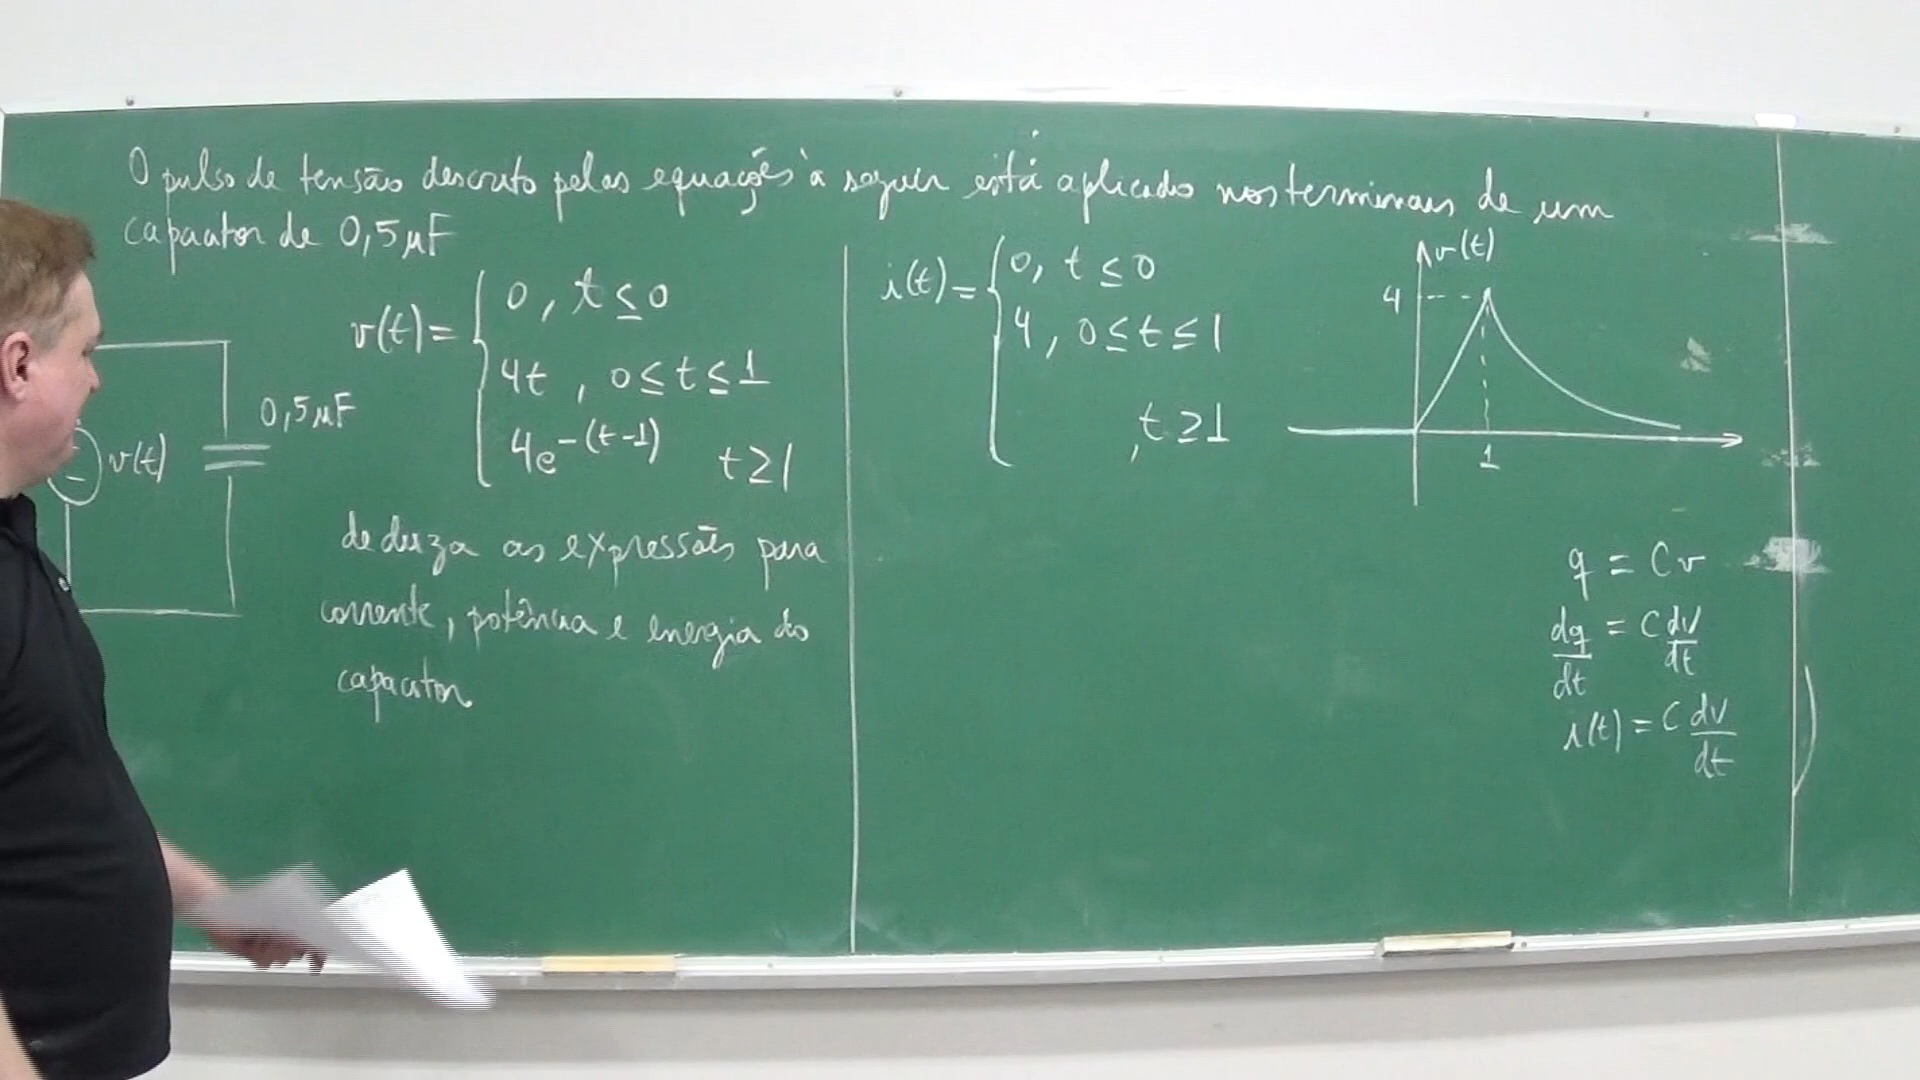 O pulso de tensão descrito pelas equações à seguir está aplicado nos terminais de um
capacitor de 0,5μF
v(t)
0,5μF
v(t) = { 0, t ≤ 0
4t, 0 ≤ t ≤ 1
4e-(t-1) t ≥ 1
deduza as expressões para
corrente, potência e energia do
capacitor
i(t) = { 0, t ≤ 0
4, 0 ≤ t ≤ 1
, t ≥ 1
v(t)
4
1
q = Cv
dq/dt = C dv/dt
i(t) = C dv/dt